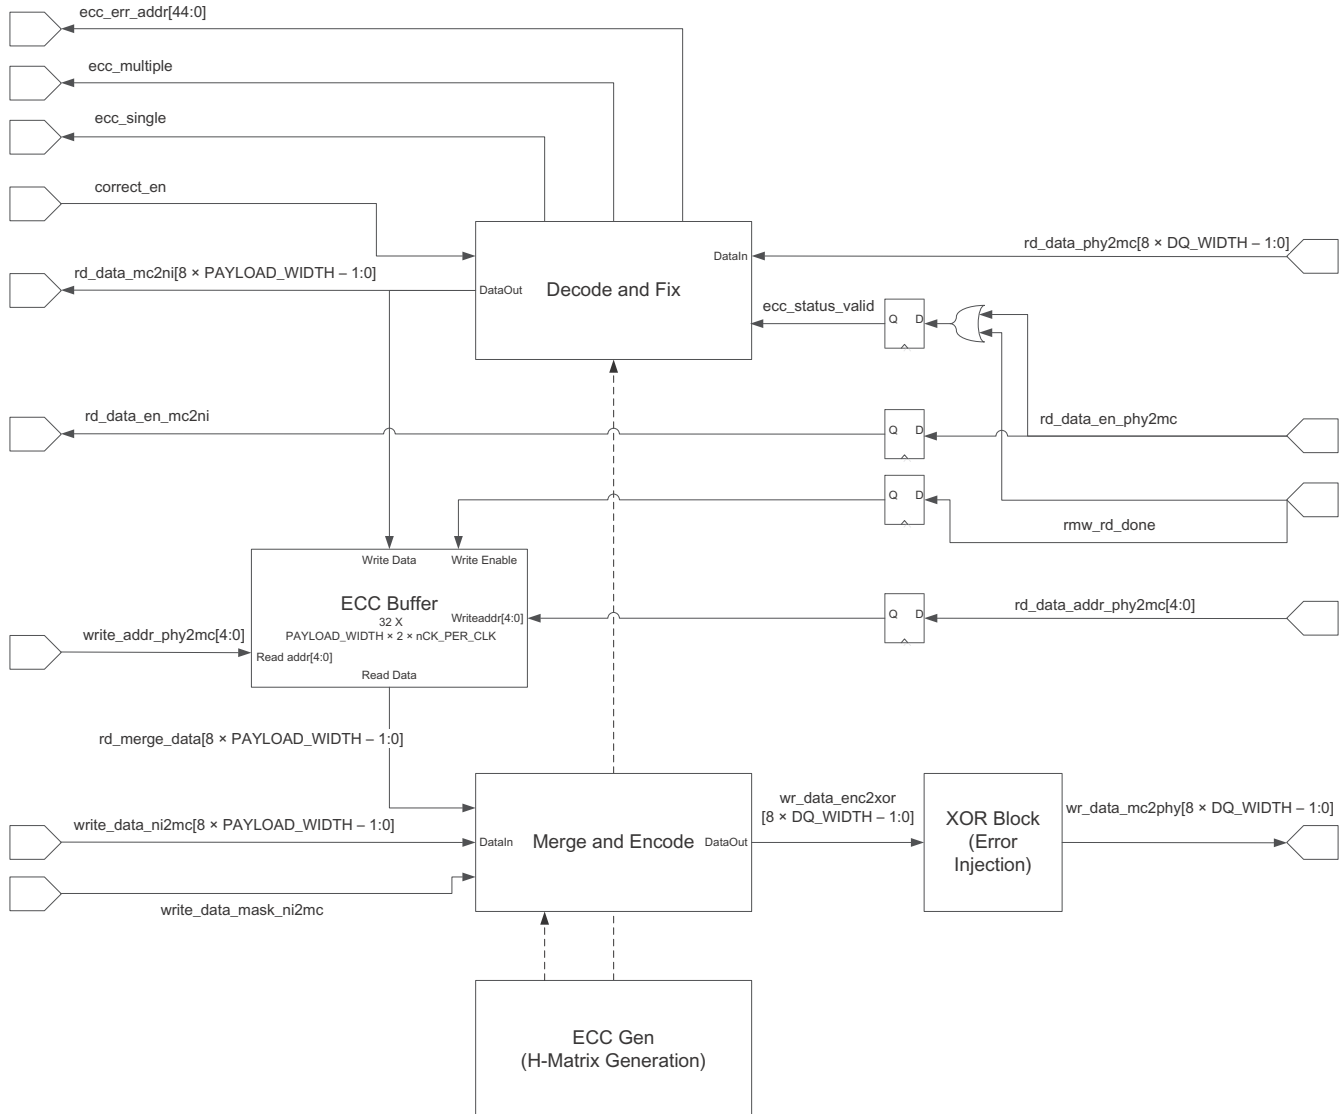 ecc_err_addr[44:0]
ecc_multiple
ecc_single
correct_en
rd_data_mc2ni[8 × PAYLOAD_WIDTH – 1:0]
DataOut
Decode and Fix
DataIn
rd_data_phy2mc[8 × DQ_WIDTH – 1:0]
ecc_status_valid
Q D
rd_data_en_mc2ni
Q D
rd_data_en_phy2mc
Q D
rmw_rd_done
Write Data
Write Enable
ECC Buffer
32 X
PAYLOAD_WIDTH × 2 × nCK_PER_CLK
Writeaddr[4:0]
Q D
rd_data_addr_phy2mc[4:0]
write_addr_phy2mc[4:0]
Read addr[4:0]
Read Data
rd_merge_data[8 × PAYLOAD_WIDTH – 1:0]
write_data_ni2mc[8 × PAYLOAD_WIDTH – 1:0]
DataIn
Merge and Encode
DataOut
wr_data_enc2xor
[8 × DQ_WIDTH – 1:0]
XOR Block
(Error
Injection)
wr_data_mc2phy[8 × DQ_WIDTH – 1:0]
write_data_mask_ni2mc
ECC Gen
(H-Matrix Generation)